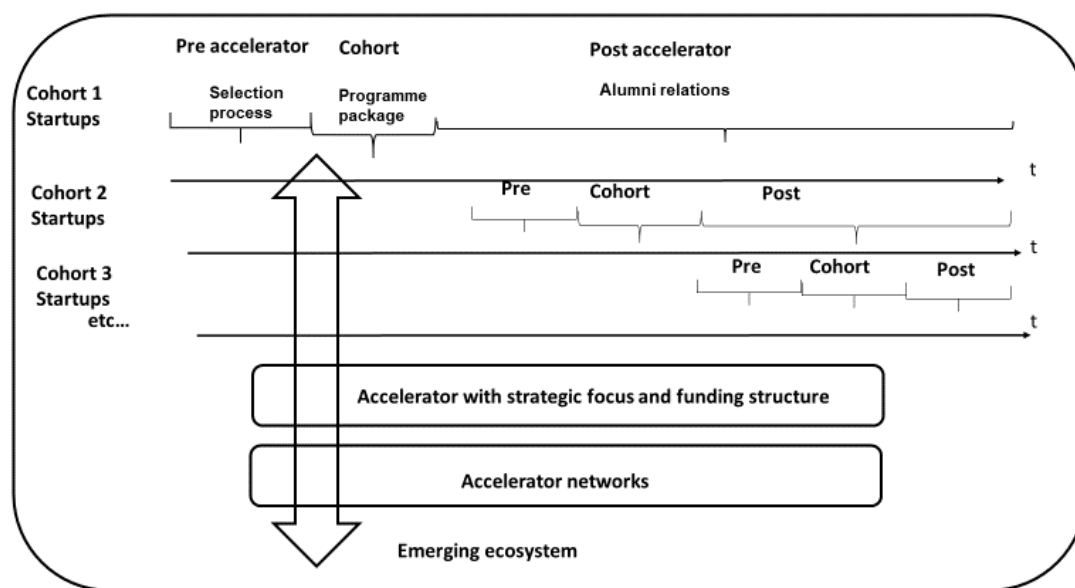 Pre accelerator
Cohort
Post accelerator
Cohort 1
Startups
Selection
process
Programme
package
Alumni relations
t
Cohort 2
Startups
Pre
Cohort
Post
t
Cohort 3
Startups
etc...
Pre
Cohort
Post
t
Accelerator with strategic focus and funding structure
Accelerator networks
Emerging ecosystem